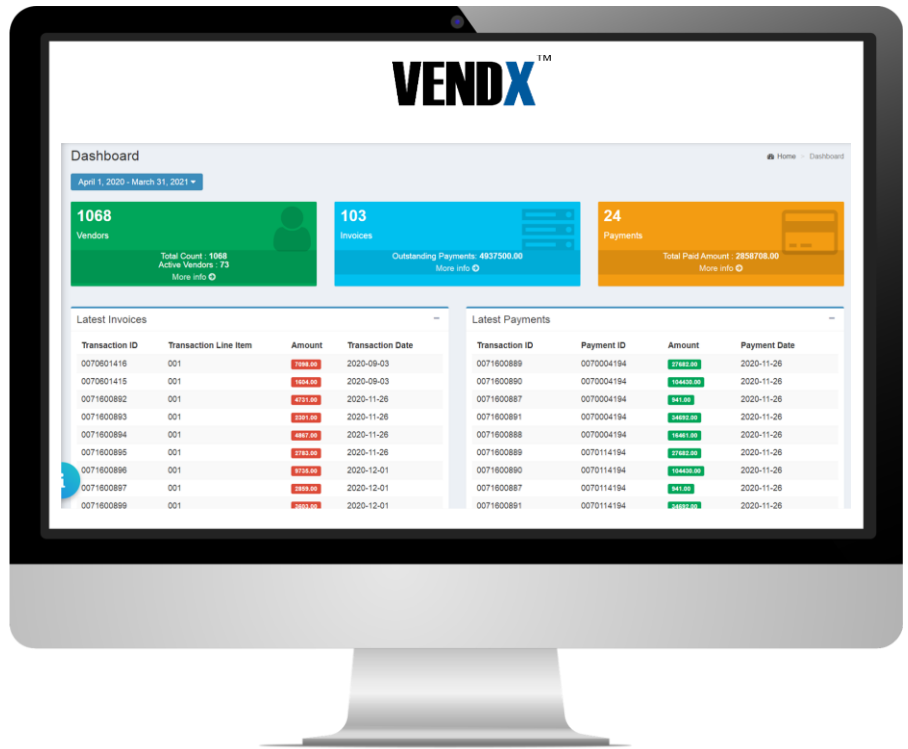 VENDX™
Dashboard
Home > Dashboard
April 1, 2020 - March 31, 2021
1068
Vendors
Total Count : 1068
Active Vendors : 73
More info
103
Invoices
Outstanding Payments: 4937500.00
More info
24
Payments
Total Paid Amount : 2858708.00
More info
Latest Invoices
Transaction ID Transaction Line Item Amount Transaction Date
0070601416 001 7098.00 2020-09-03
0070601415 001 1604.00 2020-09-03
0071600892 001 4731.00 2020-11-26
0071600893 001 2301.00 2020-11-26
0071600894 001 4867.00 2020-11-26
0071600895 001 2783.00 2020-11-26
0071600896 001 9735.00 2020-12-01
0071600897 001 2859.00 2020-12-01
0071600899 001 2020-12-01
Latest Payments
Transaction ID Payment ID Amount Payment Date
0071600889 0070004194 27682.00 2020-11-26
0071600890 0070004194 104430.00 2020-11-26
0071600887 0070004194 941.00 2020-11-26
0071600891 0070004194 34692.00 2020-11-26
0071600888 0070004194 19461.00 2020-11-26
0071600889 0070114194 27682.00 2020-11-26
0071600890 0070114194 104430.00 2020-11-26
0071600887 0070114194 941.00 2020-11-26
0071600891 0070114194 34692.00 2020-11-26